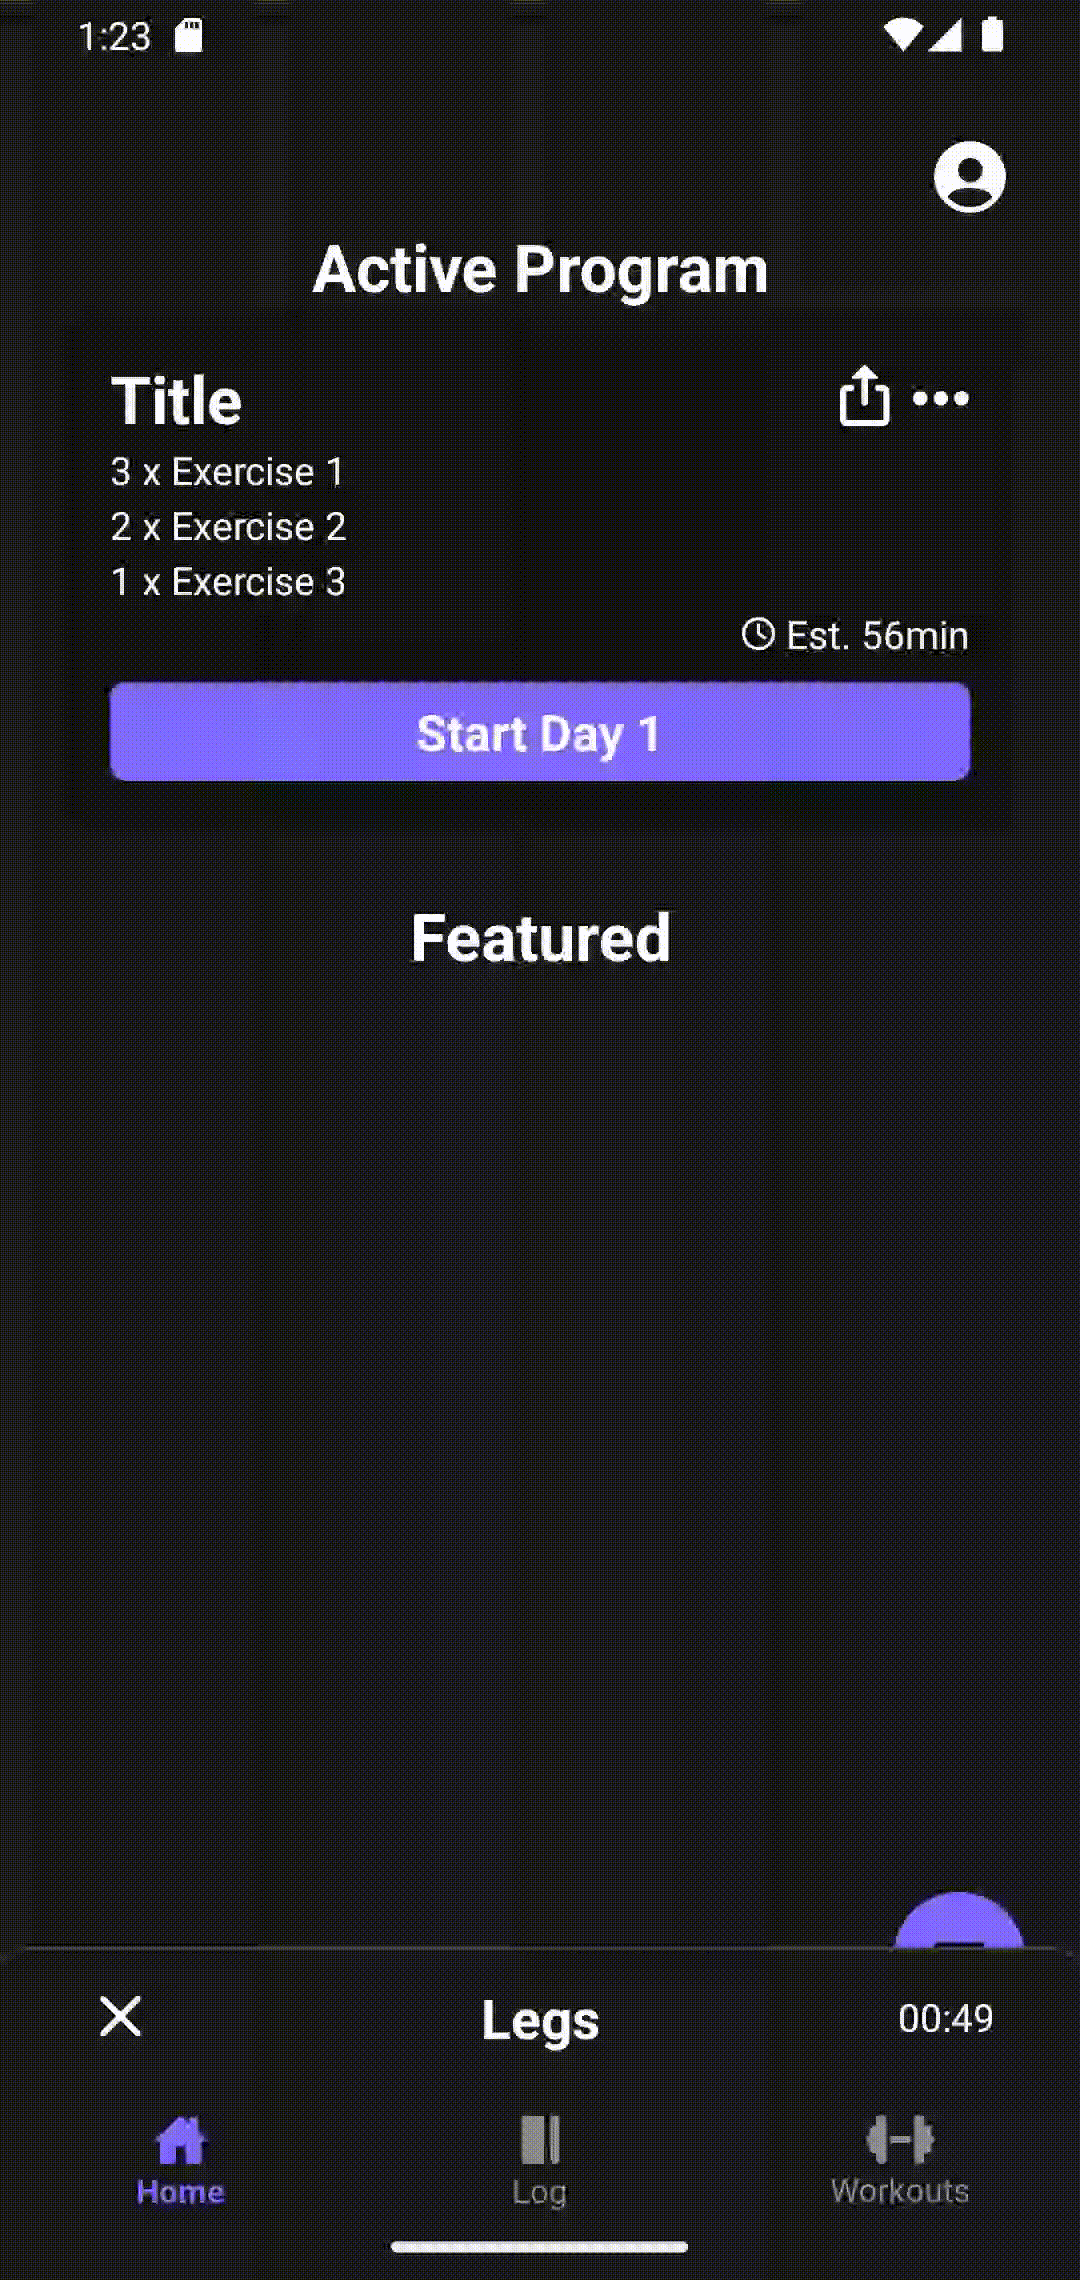 1:23
Active Program
Title
3 x Exercise 1
2 x Exercise 2
1 x Exercise 3
Est. 56min
Start Day 1
Featured
Legs
00:49
Home
Log
Workouts